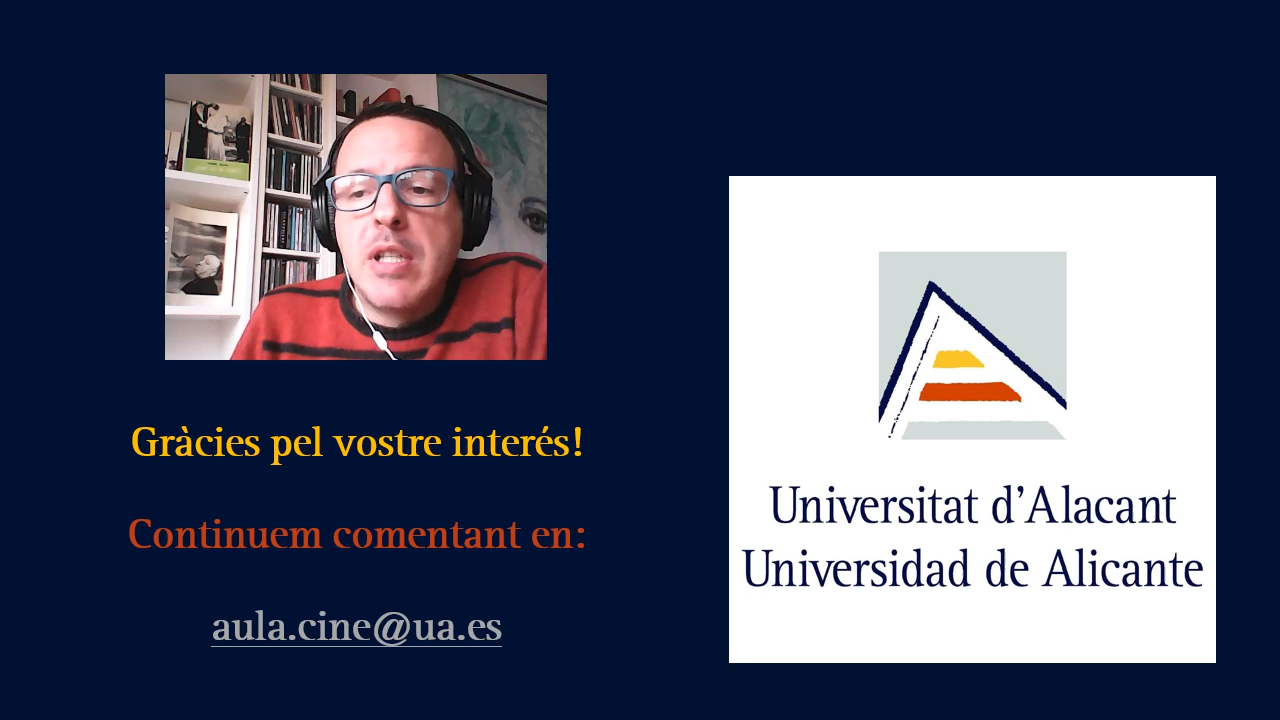 Gràcies pel vostre interés!
Continuem comentant en:
aula.cine@ua.es
Universitat d'Alacant
Universidad de Alicante